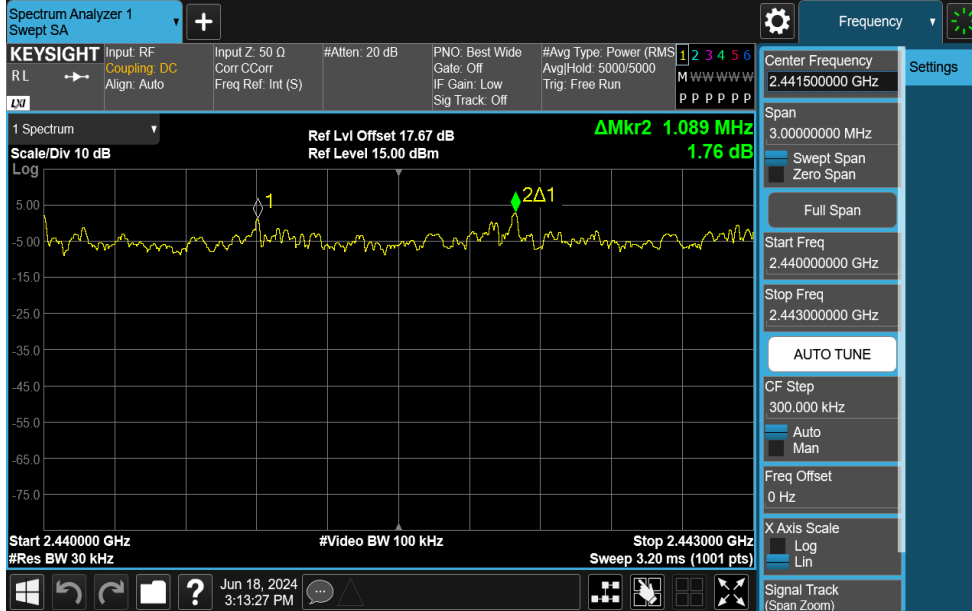 Spectrum Analyzer 1
Swept SA
+
Frequency
KEYSIGHT
RL
LXI
Input: RF
Coupling: DC
Align: Auto
Input Z: 50 Ω
Corr CCorr
Freq Ref: Int (S)
#Atten: 20 dB
PNO: Best Wide
Gate: Off
IF Gain: Low
Sig Track: Off
#Avg Type: Power (RMS
Avg|Hold: 5000/5000
Trig: Free Run
1 2 3 4 5 6
M W W W W W
P P P P P P
1 Spectrum
Scale/Div 10 dB
Log
Ref Lvl Offset 17.67 dB
Ref Level 15.00 dBm
ΔMkr2 1.089 MHz
1.76 dB
1
2Δ1
5.00
-5.00
-15.0
-25.0
-35.0
-45.0
-55.0
-65.0
-75.0
Start 2.440000 GHz
#Res BW 30 kHz
#Video BW 100 kHz
Stop 2.443000 GHz
Sweep 3.20 ms (1001 pts)
Center Frequency
2.441500000 GHz
Span
3.00000000 MHz
Swept Span
Zero Span
Full Span
Start Freq
2.440000000 GHz
Stop Freq
2.443000000 GHz
AUTO TUNE
CF Step
300.000 kHz
Auto
Man
Freq Offset
0 Hz
X Axis Scale
Log
Lin
Signal Track
(Span Zoom)
Settings
?
Jun 18, 2024
3:13:27 PM